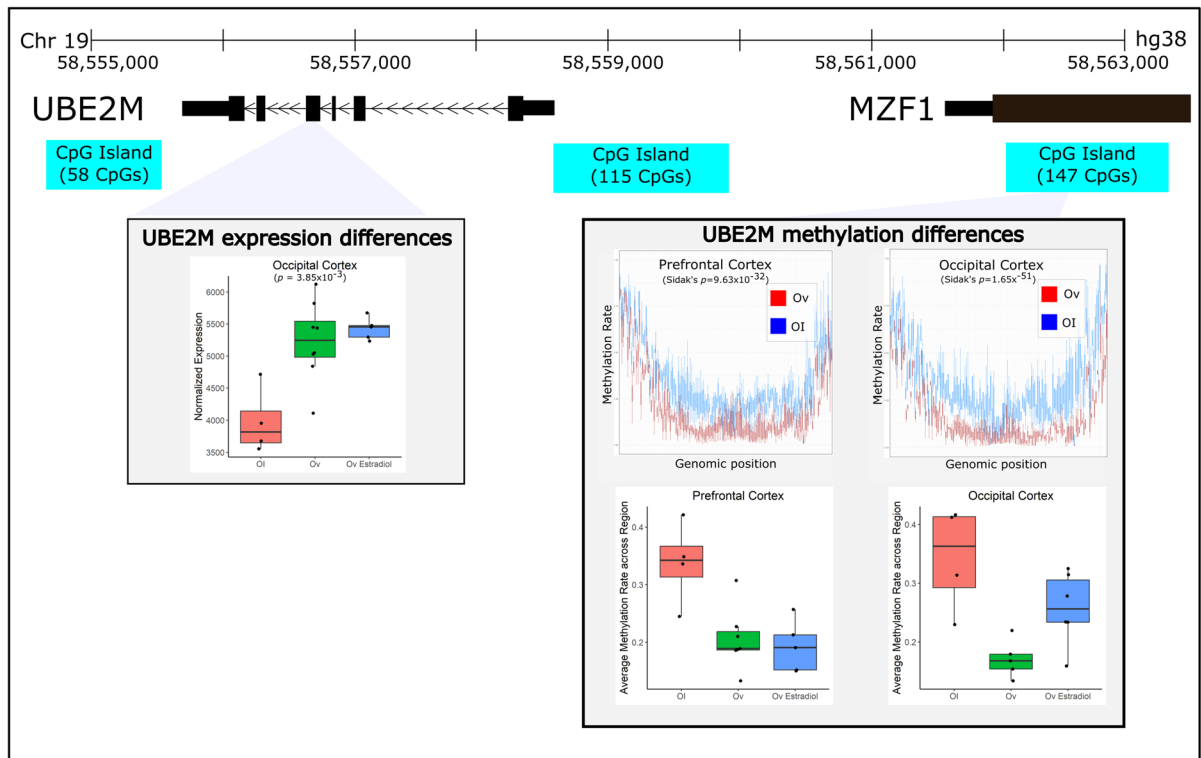 Chr 19
hg38
58,555,000
58,557,000
58,559,000
58,561,000
58,563,000
UBE2M
MZF1
CpG Island
(58 CpGs)
CpG Island
(115 CpGs)
CpG Island
(147 CpGs)
UBE2M expression differences
Occipital Cortex
(p = 3.85x10-3)
Normalized Expression
6000
5500
5000
4500
4000
3500
OI
Ov
Ov Estradiol
UBE2M methylation differences
Prefrontal Cortex
(Sidak's p=9.63x10-32)
Ov
OI
Methylation Rate
Genomic position
Occipital Cortex
(Sidak's p=1.65x-51)
Ov
OI
Methylation Rate
Genomic position
Prefrontal Cortex
Average Methylation Rate across Region
0.4
0.3
0.2
OI
Ov
Ov Estradiol
Occipital Cortex
Average Methylation Rate across Region
0.4
0.3
0.2
OI
Ov
Ov Estradiol